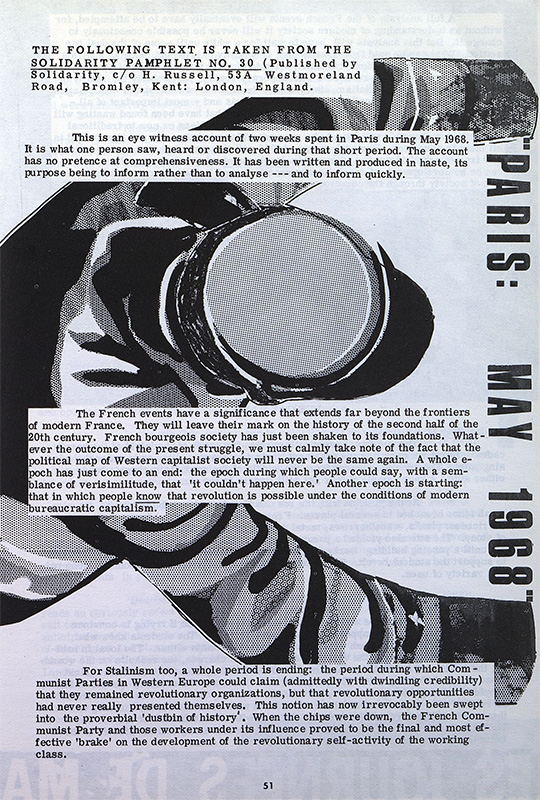 THE FOLLOWING TEXT IS TAKEN FROM THE
SOLIDARITY PAMPHLET NO. 30 (Published by
Solidarity, c/o H. Russell, 53A Westmoreland
Road, Bromley, Kent: London, England.
This is an eye witness account of two weeks spent in Paris during May 1968.
It is what one person saw, heard or discovered during that short period. The account
has no pretence at comprehensiveness. It has been written and produced in haste, its
purpose being to inform rather than to analyse --- and to inform quickly.
"PARIS: MAY 1968"
The French events have a significance that extends far beyond the frontiers
of modern France. They will leave their mark on the history of the second half of the
20th century. French bourgeois society has just been shaken to its foundations. What-
ever the outcome of the present struggle, we must calmly take note of the fact that the
political map of Western capitalist society will never be the same again. A whole e-
poch has just come to an end: the epoch during which people could say, with a sem-
blance of verisimilitude, that 'it couldn't happen here.' Another epoch is starting:
that in which people know that revolution is possible under the conditions of modern
bureaucratic capitalism.
For Stalinism too, a whole period is ending: the period during which Com-
munist Parties in Western Europe could claim (admittedly with dwindling credibility)
that they remained revolutionary organizations, but that revolutionary opportunities
had never really presented themselves. This notion has now irrevocably been swept
into the proverbial 'dustbin of history'. When the chips were down, the French Com-
munist Party and those workers under its influence proved to be the final and most ef-
fective 'brake' on the development of the revolutionary self-activity of the working
class.
51